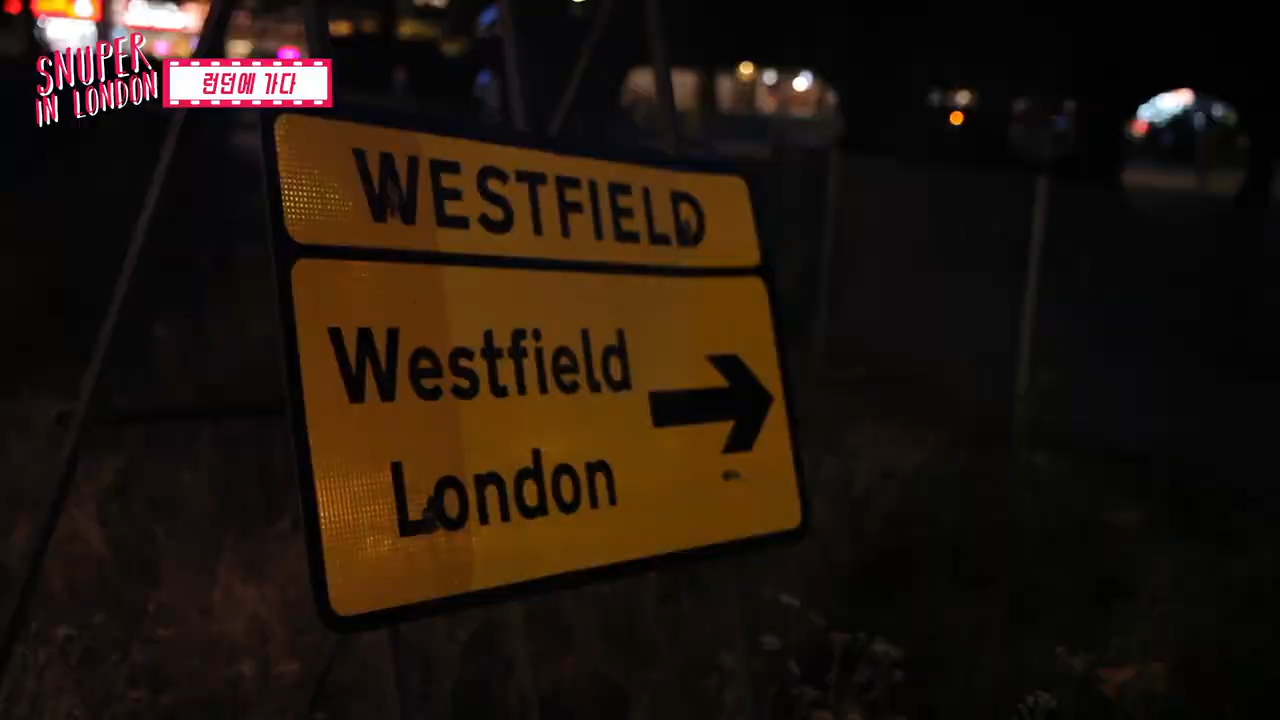 SNUPER
IN LONDON
런던에 가다
WESTFIELD
Westfield
London